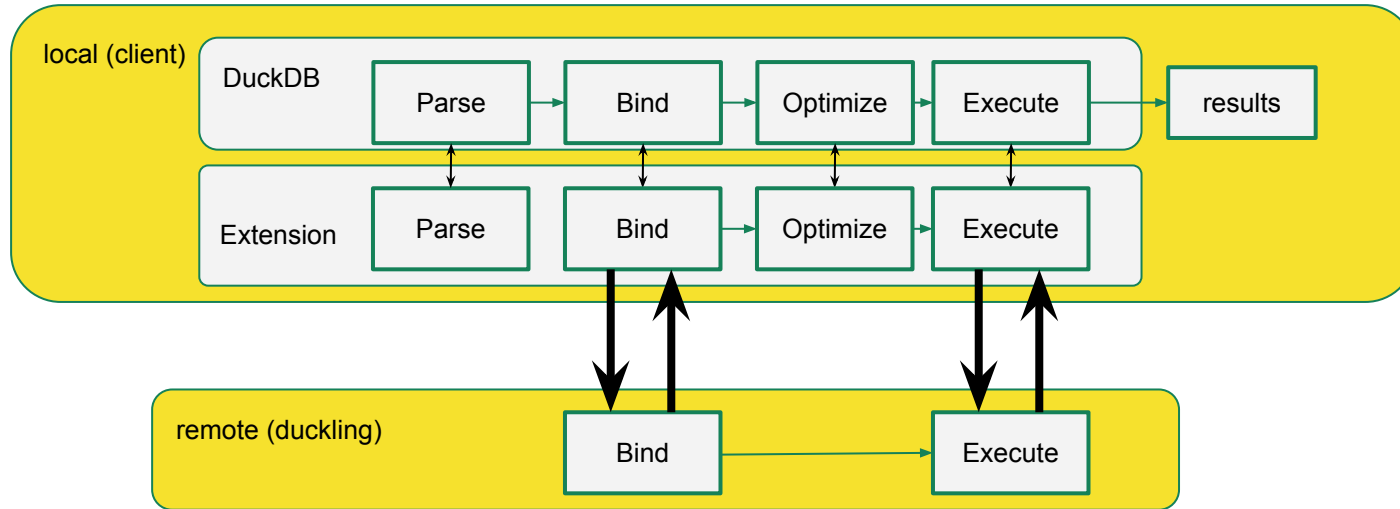 local (client)
DuckDB
Parse
Bind
Optimize
Execute
results
Extension
Parse
Bind
Optimize
Execute
remote (duckling)
Bind
Execute